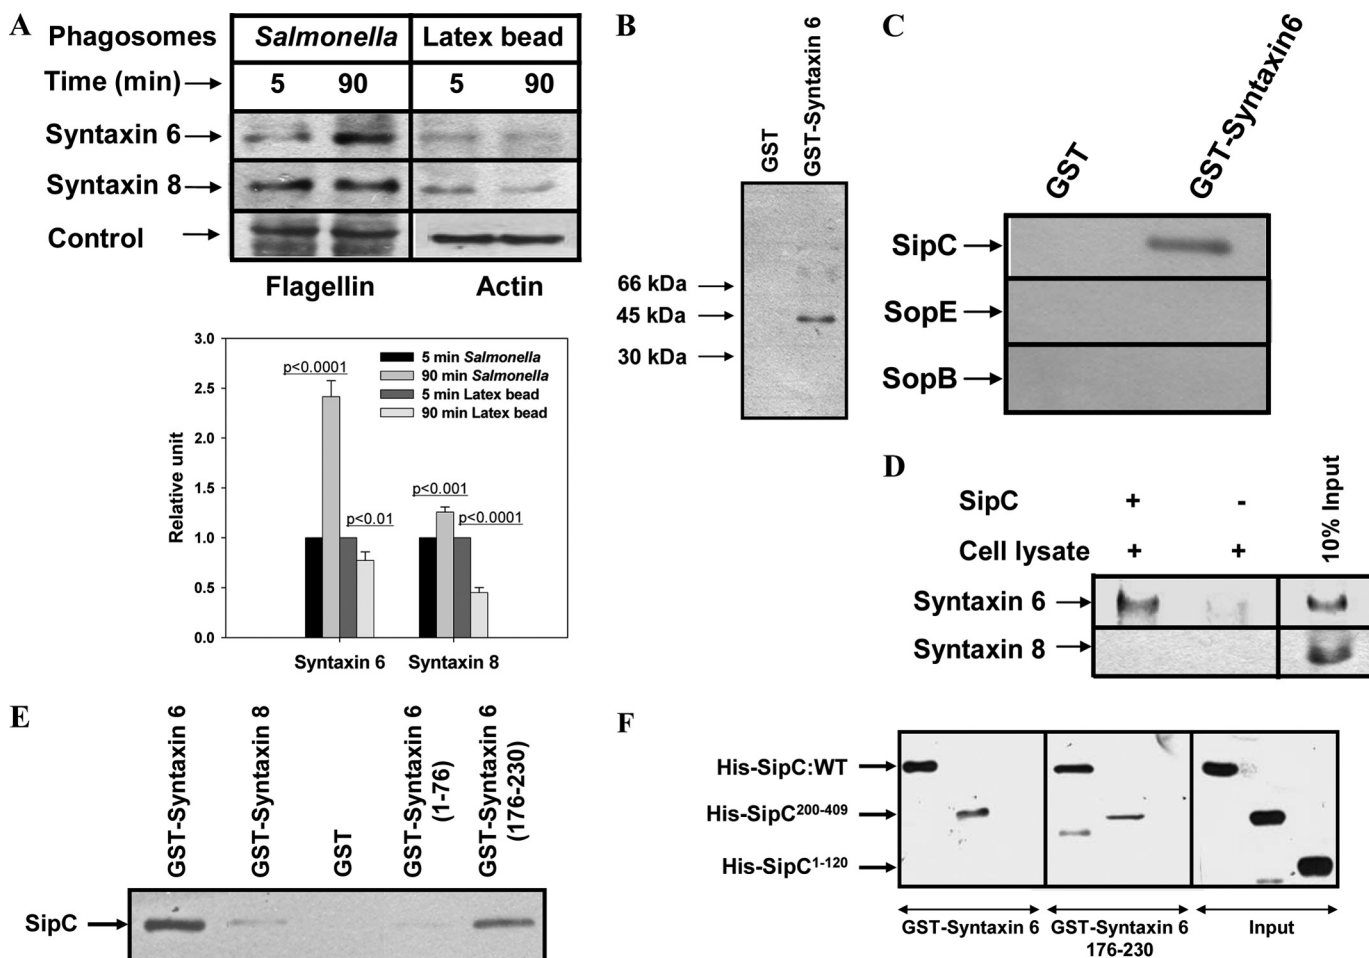 A
Phagosomes Salmonella Latex bead
Time (min) 5 90 5 90
Syntaxin 6
Syntaxin 8
Control
Flagellin Actin
3.0
2.5
2.0
1.5
1.0
0.5
0.0
Relative unit
5 min Salmonella
90 min Salmonella
5 min Latex bead
90 min Latex bead
p<0.0001
p<0.01
p<0.001
p<0.0001
Syntaxin 6 Syntaxin 8
B
GST
GST-Syntaxin 6
66 kDa
45 kDa
30 kDa
C
GST
GST-Syntaxin6
SipC
SopE
SopB
D
SipC + -
Cell lysate + +
10% Input
Syntaxin 6
Syntaxin 8
E
GST-Syntaxin 6
GST-Syntaxin 8
GST
GST-Syntaxin 6
(1-76)
GST-Syntaxin 6
(176-230)
SipC
F
His-SipC:WT
His-SipC200-409
His-SipC1-120
GST-Syntaxin 6
GST-Syntaxin 6
176-230
Input